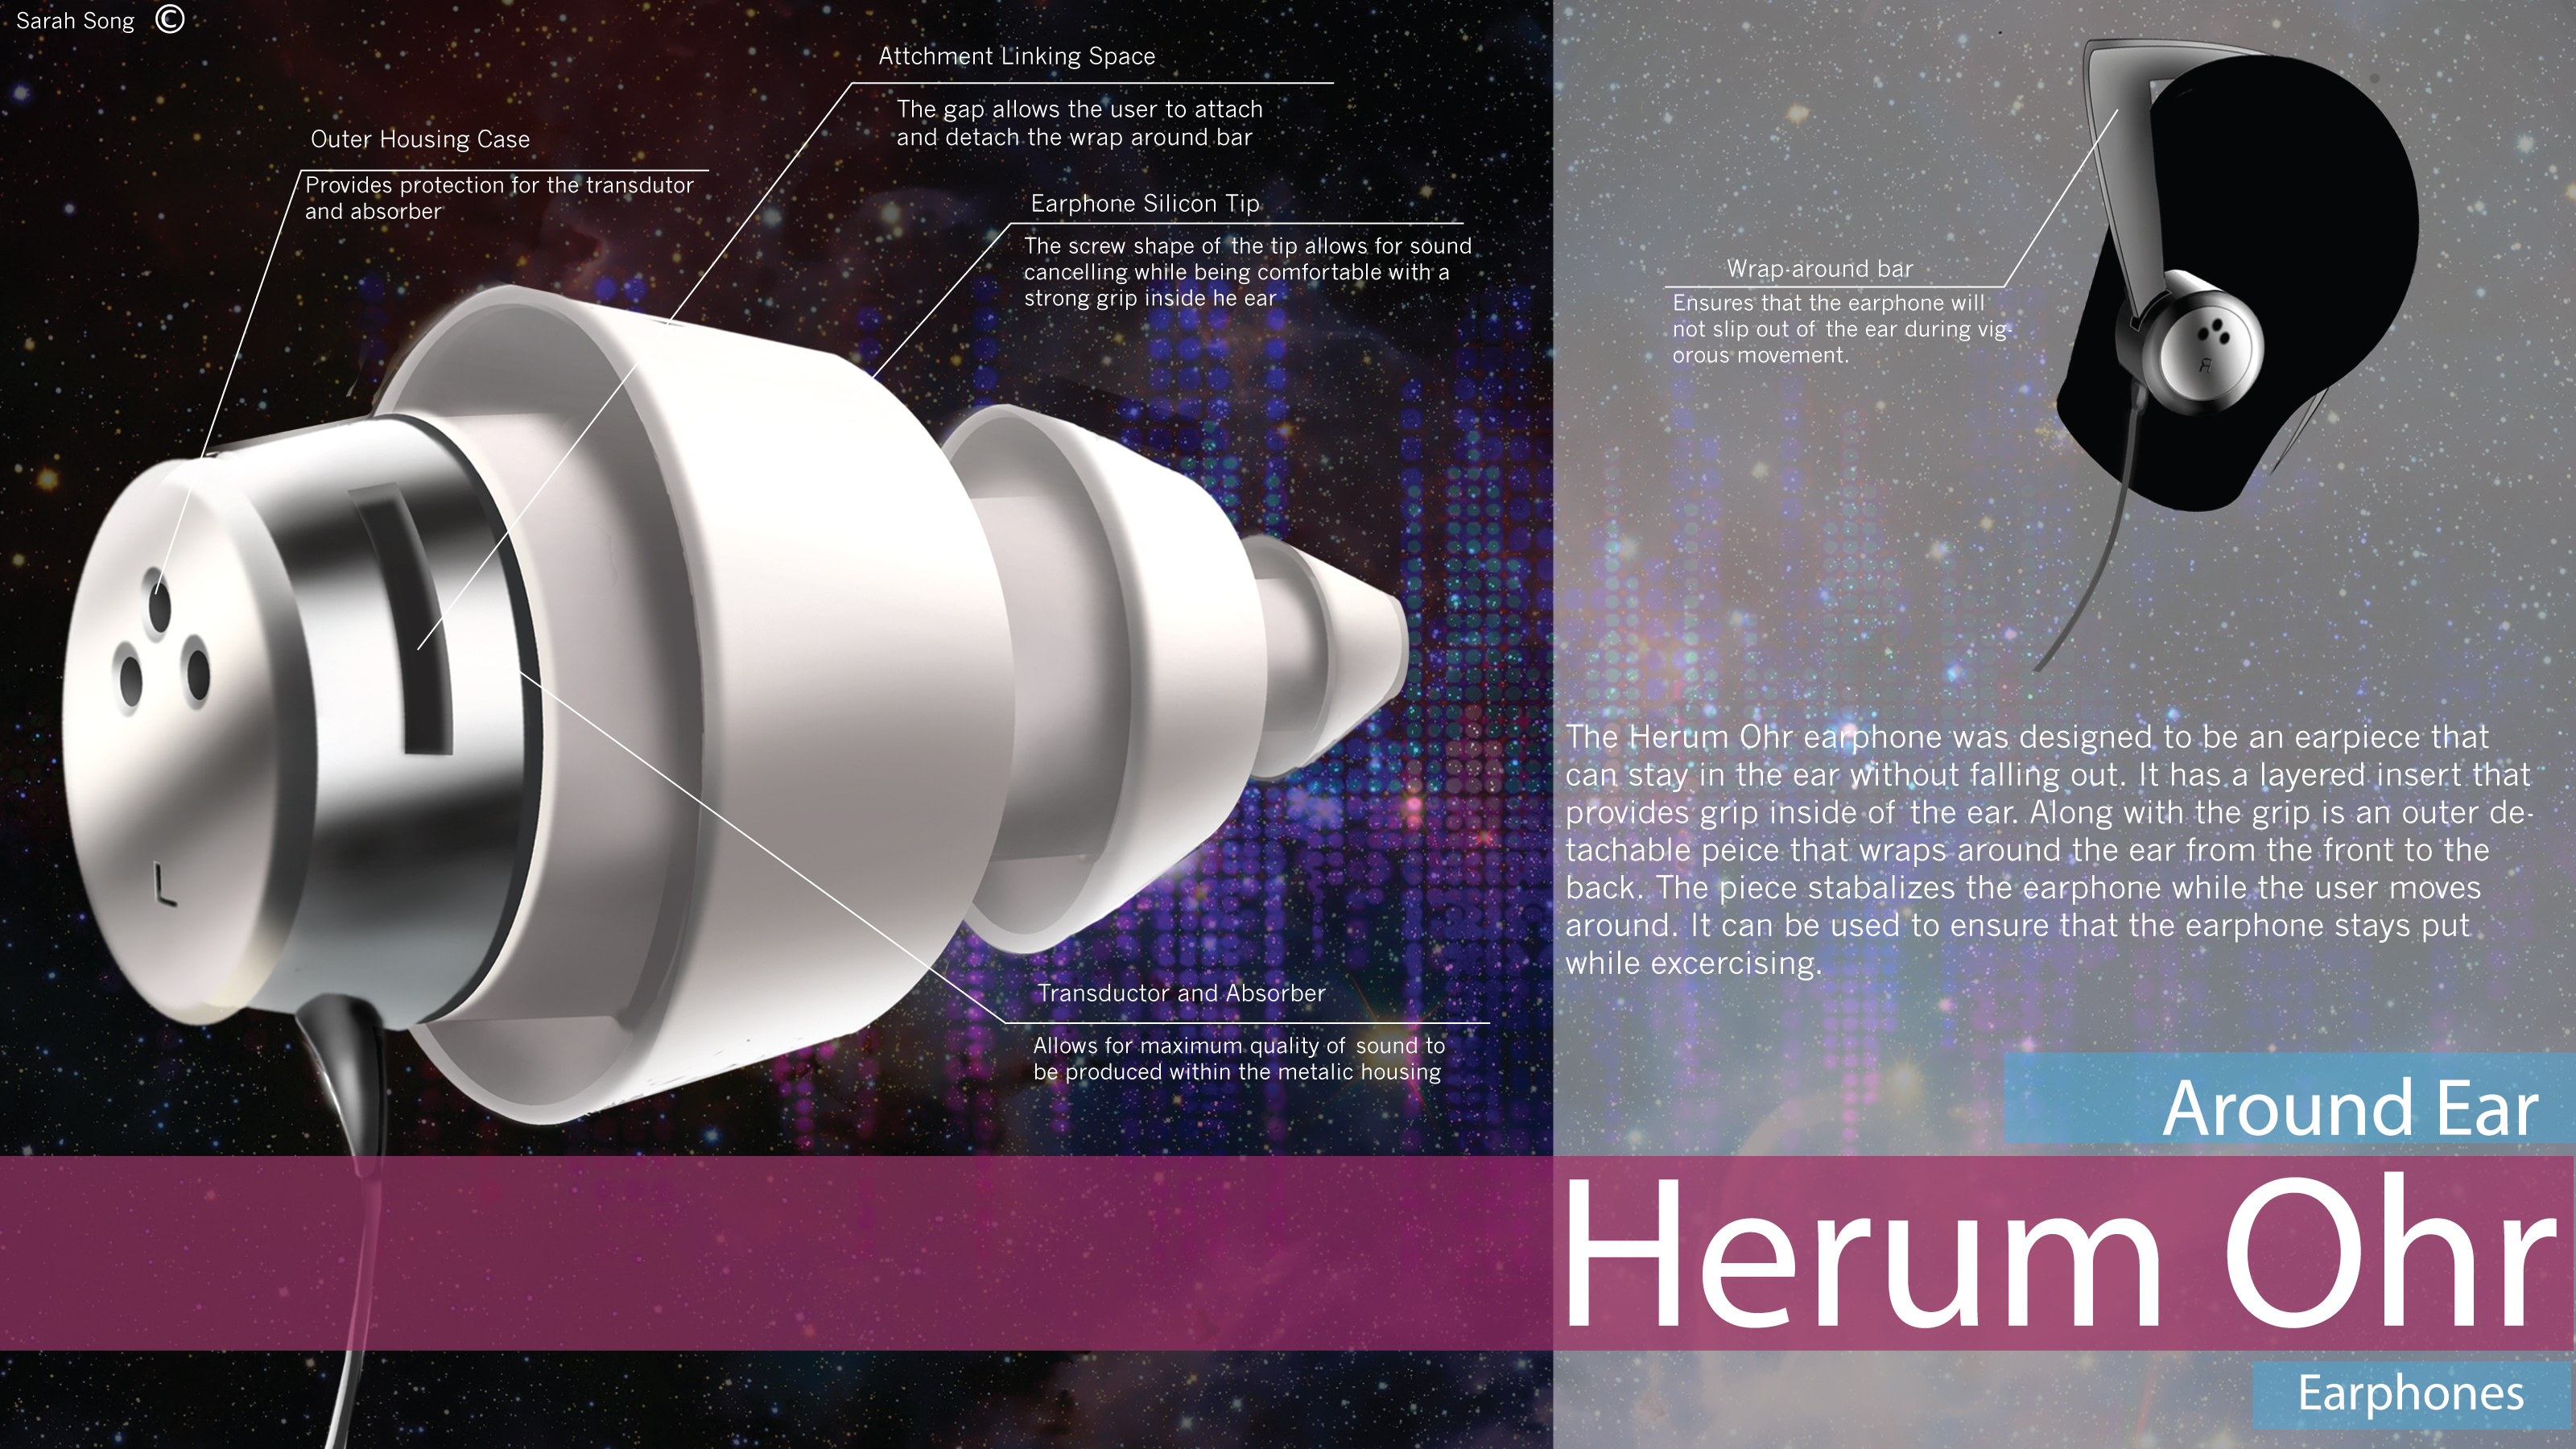 Sarah Song ©
Attchment Linking Space
The gap allows the user to attach
and detach the wrap around bar
Outer Housing Case
Provides protection for the transdutor
and absorber
Earphone Silicon Tip
The screw shape of the tip allows for sound
cancelling while being comfortable with a
strong grip inside he ear
L
Transductor and Absorber
Allows for maximum quality of sound to
be produced within the metalic housing
Wrap-around bar
Ensures that the earphone will
not slip out of the ear during vig-
orous movement.
R
The Herum Ohr earphone was designed to be an earpiece that
can stay in the ear without falling out. It has a layered insert that
provides grip inside of the ear. Along with the grip is an outer de-
tachable peice that wraps around the ear from the front to the
back. The piece stabalizes the earphone while the user moves
around. It can be used to ensure that the earphone stays put
while excercising.
Around Ear
Herum Ohr
Earphones